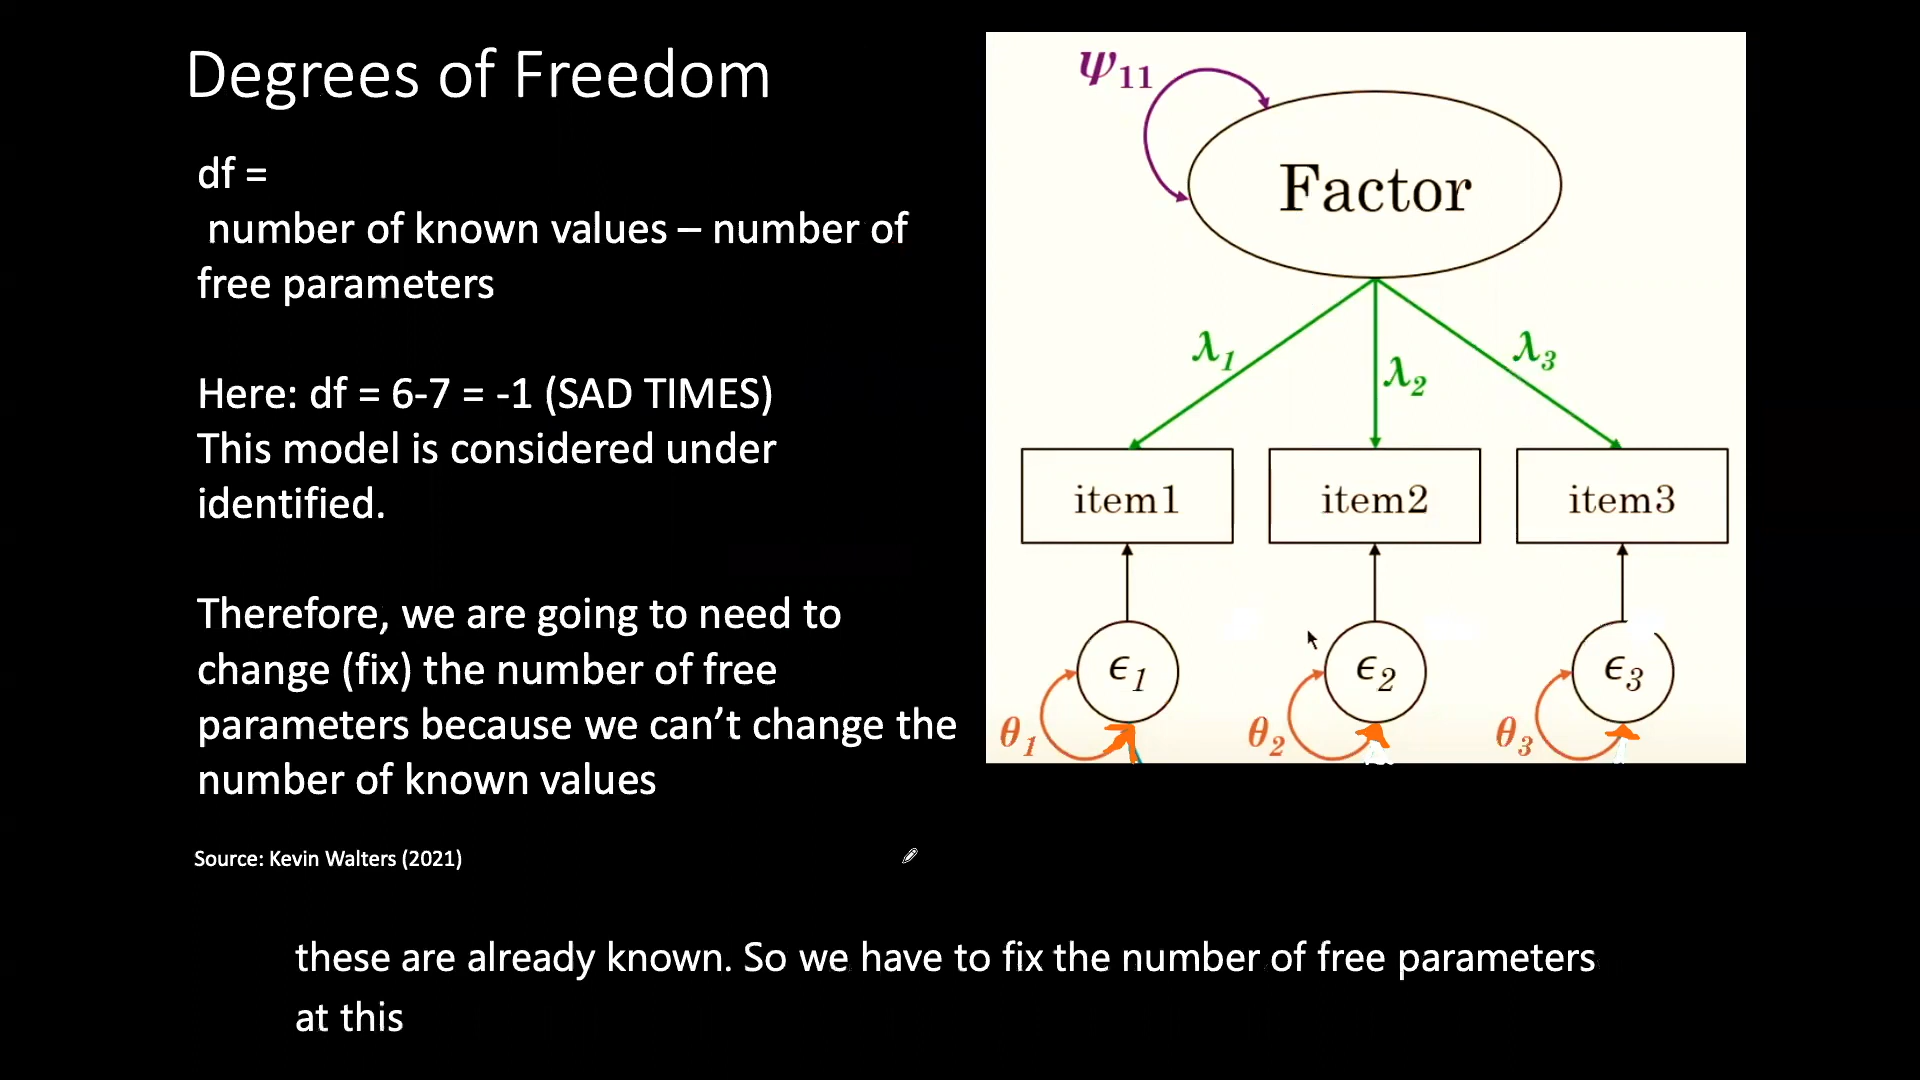 Degrees of Freedom
df =
number of known values – number of
free parameters
Here: df = 6-7 = -1 (SAD TIMES)
This model is considered under
identified.
Therefore, we are going to need to
change (fix) the number of free
parameters because we can’t change the
number of known values
Source: Kevin Walters (2021)
ψ11
Factor
λ1
λ2
λ3
item1 item2 item3
ϵ1 ϵ2 ϵ3
θ1 θ2 θ3
these are already known. So we have to fix the number of free parameters
at this